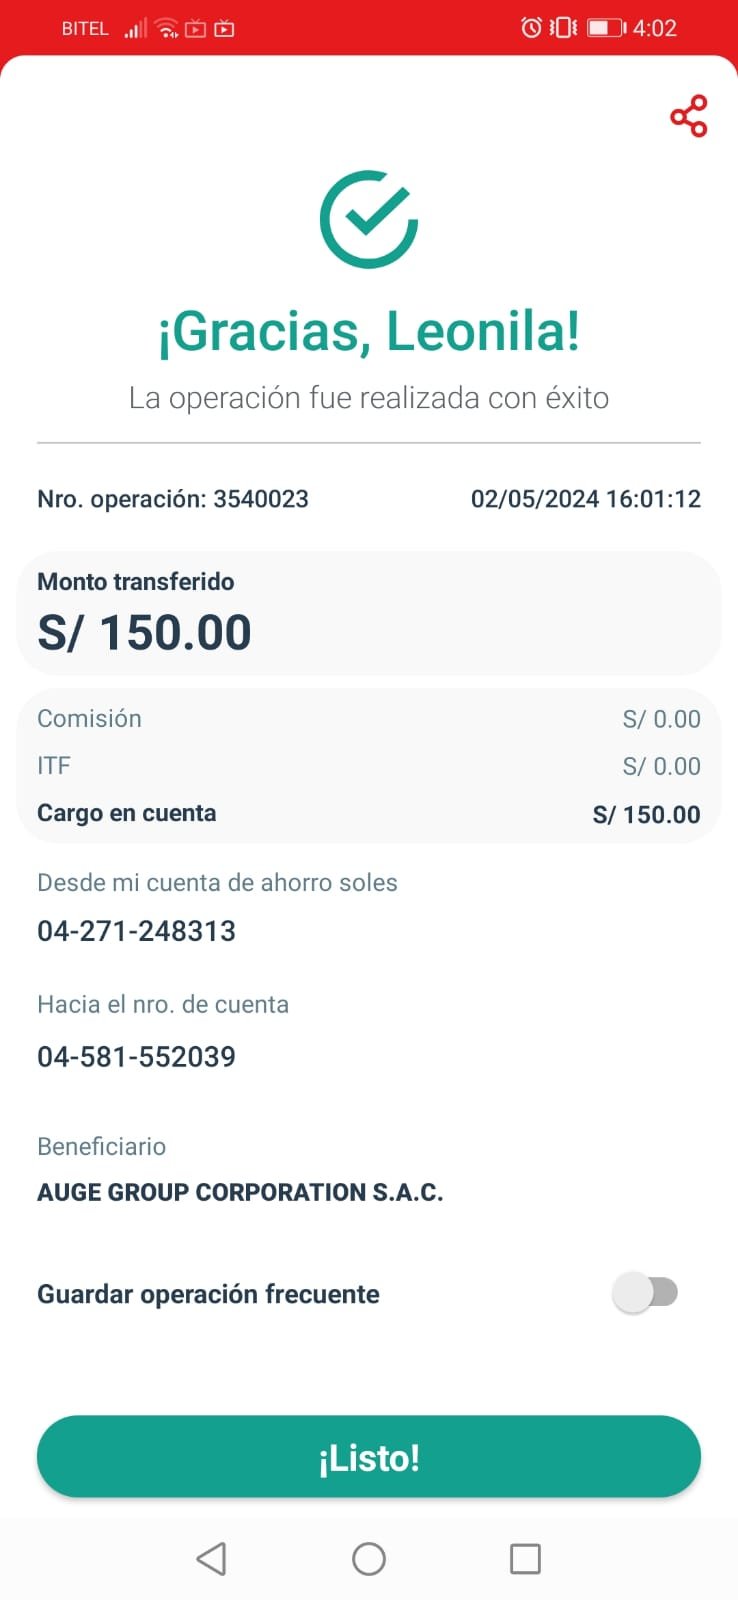 BITEL 4:02
¡Gracias, Leonila!
La operación fue realizada con éxito
Nro. operación: 3540023 02/05/2024 16:01:12
Monto transferido
S/ 150.00
Comisión S/ 0.00
ITF S/ 0.00
Cargo en cuenta S/ 150.00
Desde mi cuenta de ahorro soles
04-271-248313
Hacia el nro. de cuenta
04-581-552039
Beneficiario
AUGE GROUP CORPORATION S.A.C.
Guardar operación frecuente
¡Listo!